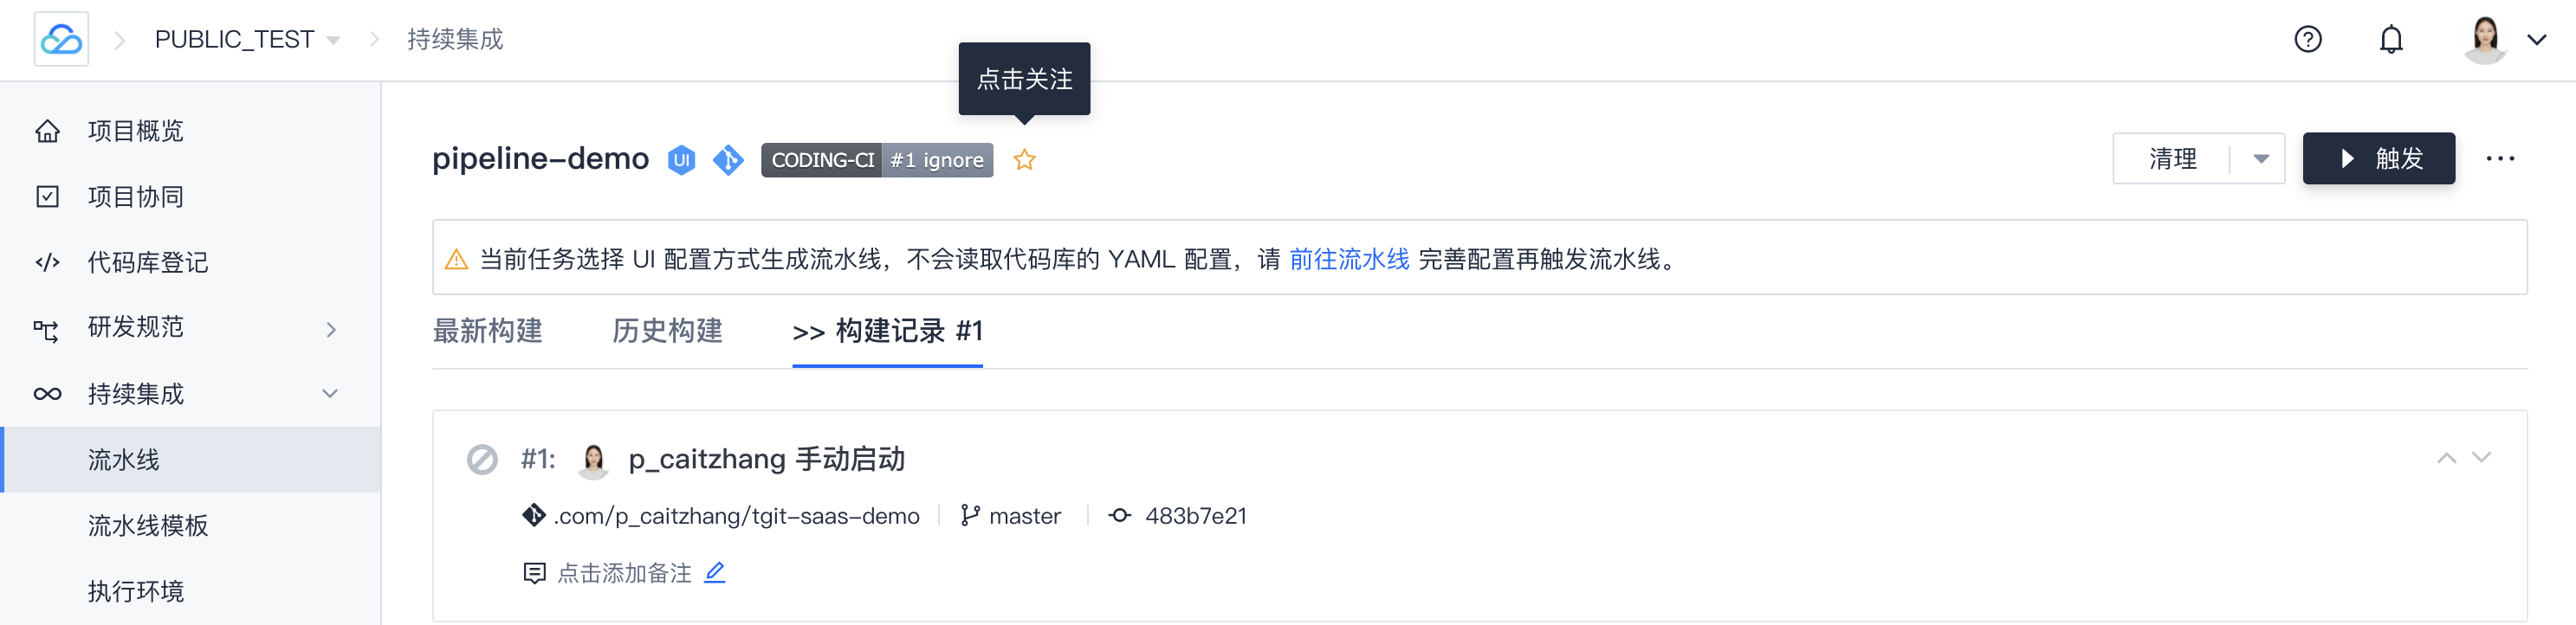 PUBLIC_TEST
持续集成
点击关注
项目概览
项目协同
代码库登记
研发规范
持续集成
流水线
流水线模板
执行环境
pipeline-demo
UI
CODING-CI #1 ignore
清理
触发
当前任务选择 UI 配置方式生成流水线，不会读取代码库的 YAML 配置，请 前往流水线 完善配置再触发流水线。
最新构建
历史构建
>> 构建记录 #1
#1: p_caitzhang 手动启动
.com/p_caitzhang/tgit-saas-demo
master
483b7e21
点击添加备注